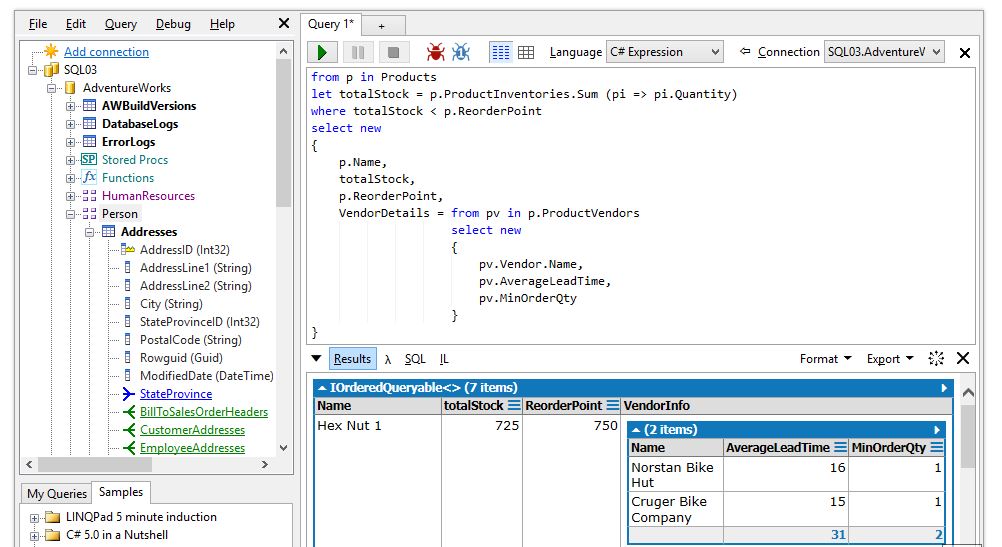 File Edit Query Debug Help
Add connection
SQL03
AdventureWorks
AWBuildVersions
DatabaseLogs
ErrorLogs
SP Stored Procs
fx Functions
HumanResources
Person
Addresses
AddressID (Int32)
AddressLine1 (String)
AddressLine2 (String)
City (String)
StateProvinceID (Int32)
PostalCode (String)
Rowguid (Guid)
ModifiedDate (DateTime)
StateProvince
BillToSalesOrderHeaders
CustomerAddresses
EmployeeAddresses
My Queries Samples
LINQPad 5 minute induction
C# 5.0 in a Nutshell
Query 1* +
Language C# Expression Connection SQL03.AdventureW
from p in Products
let totalStock = p.ProductInventories.Sum (pi => pi.Quantity)
where totalStock < p.ReorderPoint
select new
{
p.Name,
totalStock,
p.ReorderPoint,
VendorDetails = from pv in p.ProductVendors
select new
{
pv.Vendor.Name,
pv.AverageLeadTime,
pv.MinOrderQty
}
}
Results λ SQL IL Format Export
IOrderedQueryable<> (7 items)
Name totalStock ReorderPoint VendorInfo
Hex Nut 1 725 750
(2 items)
Name AverageLeadTime MinOrderQty
Norstan Bike Hut 16 1
Cruger Bike Company 15 1
31 2